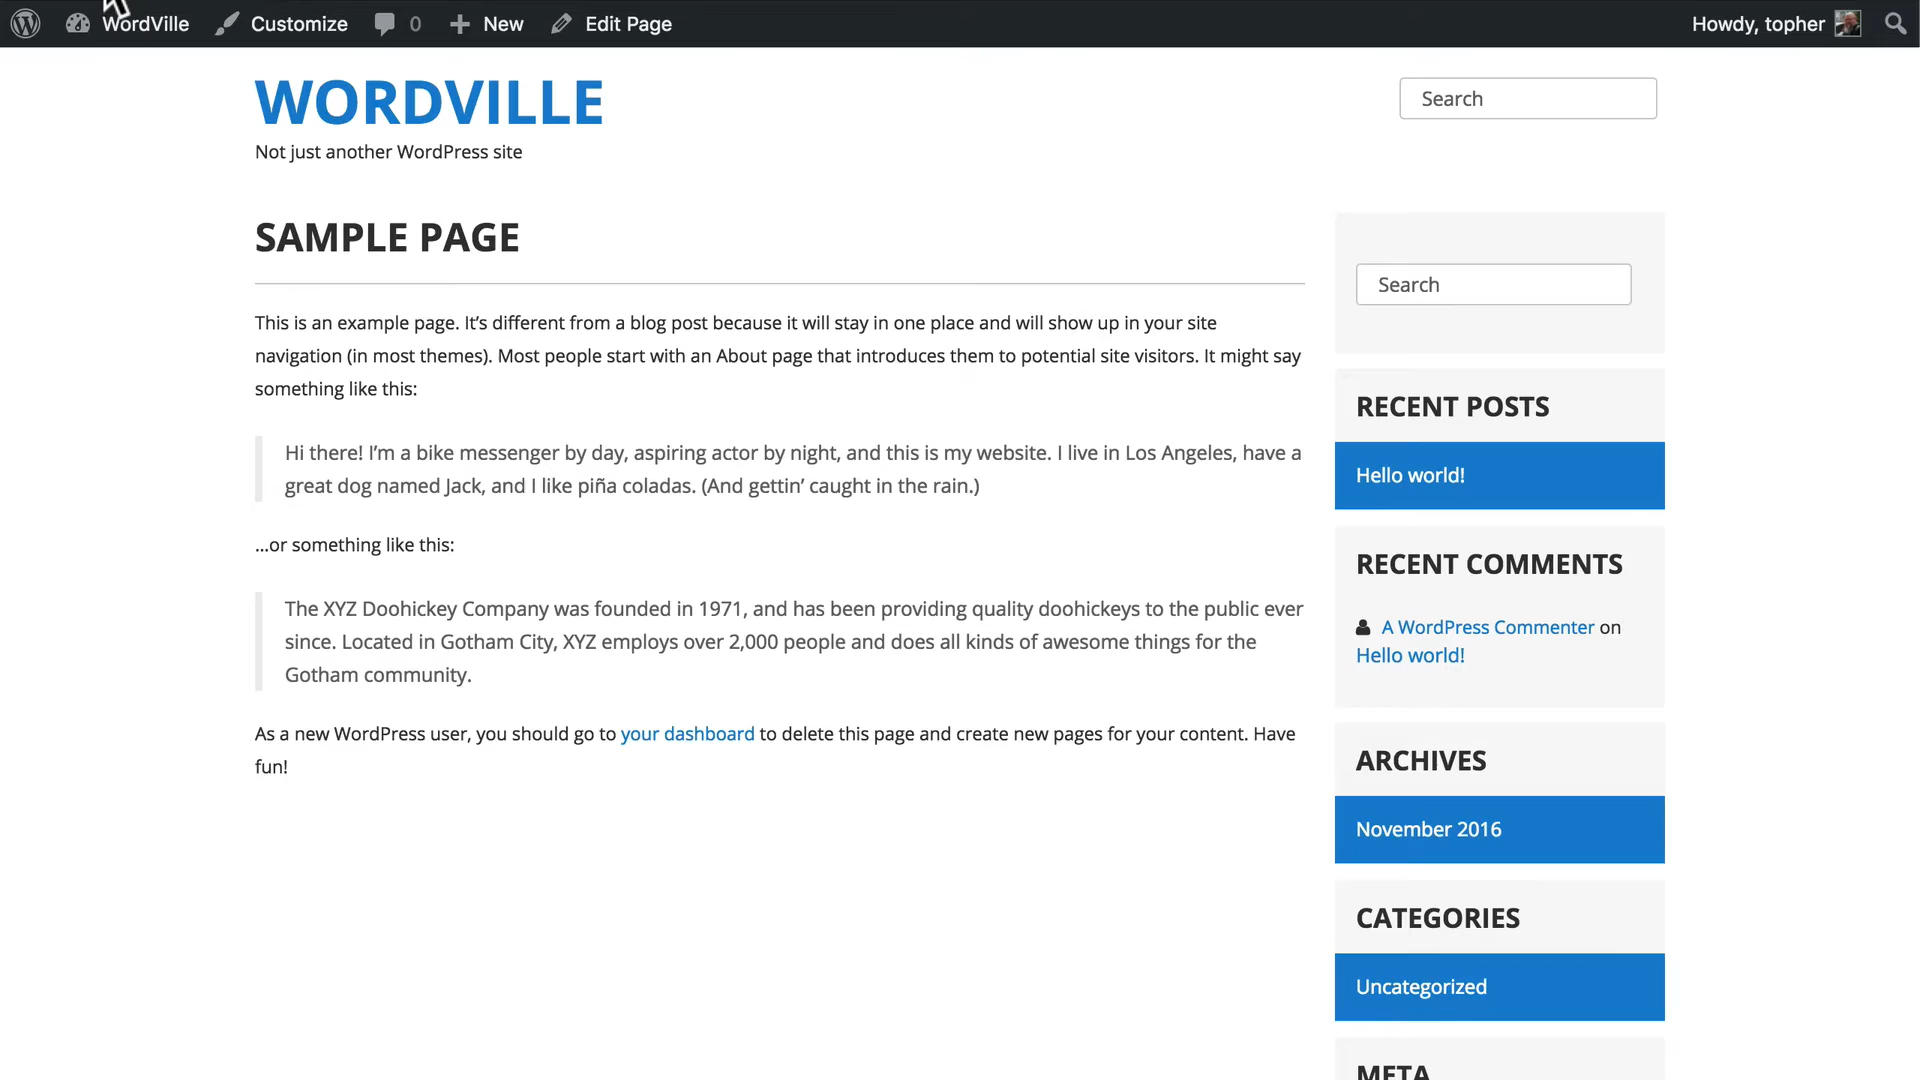 WordVille Customize 0 New Edit Page Howdy, topher
WORDVILLE
Search
Not just another WordPress site
SAMPLE PAGE
This is an example page. It’s different from a blog post because it will stay in one place and will show up in your site
navigation (in most themes). Most people start with an About page that introduces them to potential site visitors. It might say
something like this:
Hi there! I’m a bike messenger by day, aspiring actor by night, and this is my website. I live in Los Angeles, have a
great dog named Jack, and I like piña coladas. (And gettin’ caught in the rain.)
...or something like this:
The XYZ Doohickey Company was founded in 1971, and has been providing quality doohickeys to the public ever
since. Located in Gotham City, XYZ employs over 2,000 people and does all kinds of awesome things for the
Gotham community.
As a new WordPress user, you should go to your dashboard to delete this page and create new pages for your content. Have
fun!
Search
RECENT POSTS
Hello world!
RECENT COMMENTS
A WordPress Commenter on
Hello world!
ARCHIVES
November 2016
CATEGORIES
Uncategorized
META